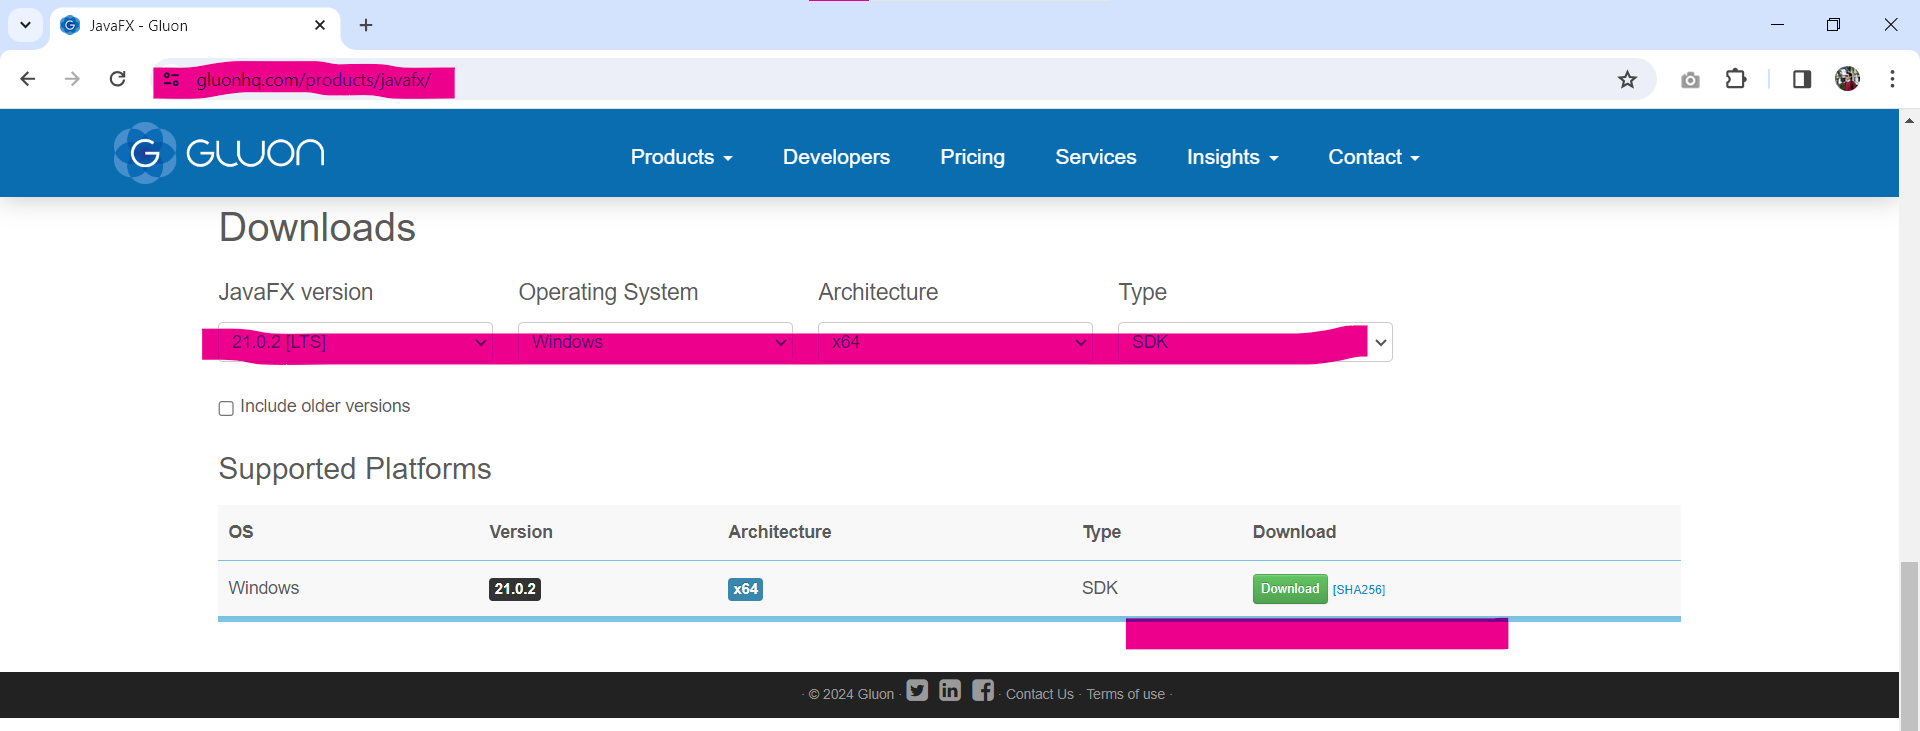 JavaFX - Gluon
gluonhq.com/products/javafx/
G GLUON Products Developers Pricing Services Insights Contact
Downloads
JavaFX version Operating System Architecture Type
21.0.2 [LTS] Windows x64 SDK
Include older versions
Supported Platforms
OS Version Architecture Type Download
Windows 21.0.2 x64 SDK Download [SHA256]
· © 2024 Gluon · · Contact Us · Terms of use ·